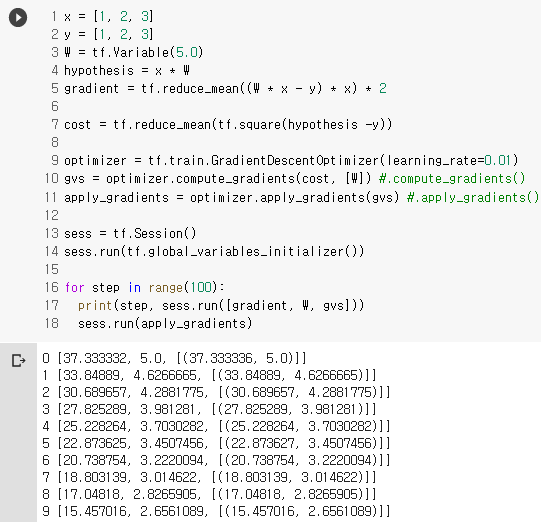 1 x = [1, 2, 3]
2 y = [1, 2, 3]
3 W = tf.Variable(5.0)
4 hypothesis = x * W
5 gradient = tf.reduce_mean((W * x - y) * x) * 2
6
7 cost = tf.reduce_mean(tf.square(hypothesis -y))
8
9 optimizer = tf.train.GradientDescentOptimizer(learning_rate=0.01)
10 gvs = optimizer.compute_gradients(cost, [W]) #.compute_gradients()
11 apply_gradients = optimizer.apply_gradients(gvs) #.apply_gradients()
12
13 sess = tf.Session()
14 sess.run(tf.global_variables_initializer())
15
16 for step in range(100):
17   print(step, sess.run([gradient, W, gvs]))
18   sess.run(apply_gradients)
0 [37.333332, 5.0, [(37.333336, 5.0)]]
1 [33.84889, 4.6266665, [(33.84889, 4.6266665)]]
2 [30.689657, 4.2881775, [(30.689657, 4.2881775)]]
3 [27.825289, 3.981281, [(27.825289, 3.981281)]]
4 [25.228264, 3.7030282, [(25.228264, 3.7030282)]]
5 [22.873625, 3.4507456, [(22.873627, 3.4507456)]]
6 [20.738754, 3.2220094, [(20.738754, 3.2220094)]]
7 [18.803139, 3.014622, [(18.803139, 3.014622)]]
8 [17.04818, 2.8265905, [(17.04818, 2.8265905)]]
9 [15.457016, 2.6561089, [(15.457016, 2.6561089)]]